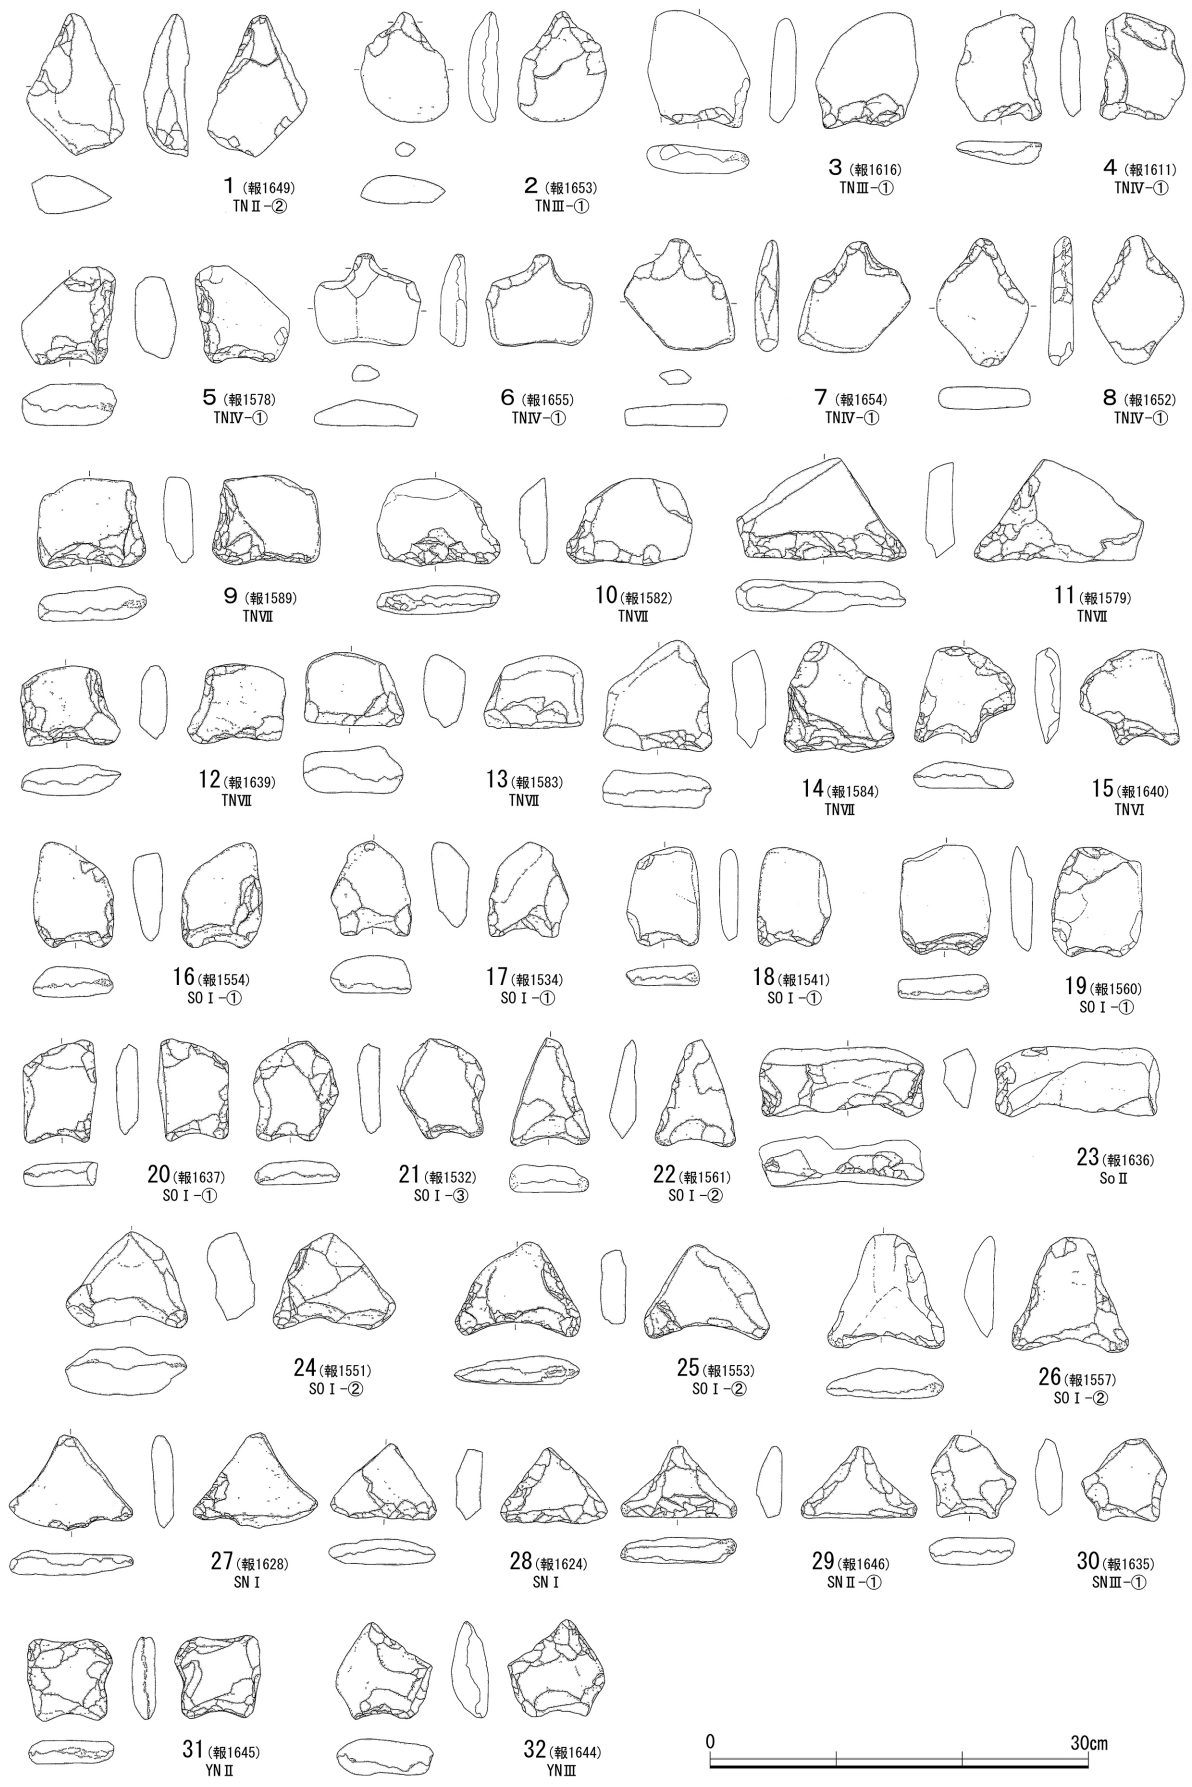 1 (報1649)
TNⅡ-②
2 (報1653)
TNⅢ-①
3 (報1616)
TNⅢ-①
4 (報1611)
TNⅣ-①
5 (報1578)
TNⅣ-①
6 (報1655)
TNⅣ-①
7 (報1654)
TNⅣ-①
8 (報1652)
TNⅣ-①
9 (報1589)
TNⅦ
10 (報1582)
TNⅦ
11 (報1579)
TNⅦ
12 (報1639)
TNⅦ
13 (報1583)
TNⅦ
14 (報1584)
TNⅦ
15 (報1640)
TNⅥ
16 (報1554)
SOⅠ-①
17 (報1534)
SOⅠ-①
18 (報1541)
SOⅠ-①
19 (報1560)
SOⅠ-①
20 (報1637)
SOⅠ-①
21 (報1532)
SOⅠ-③
22 (報1561)
SOⅠ-②
23 (報1636)
SoⅡ
24 (報1551)
SOⅠ-②
25 (報1553)
SOⅠ-②
26 (報1557)
SOⅠ-②
27 (報1628)
SNⅠ
28 (報1624)
SNⅠ
29 (報1646)
SNⅡ-①
30 (報1635)
SNⅢ-①
31 (報1645)
YNⅡ
32 (報1644)
YNⅢ
0 30cm